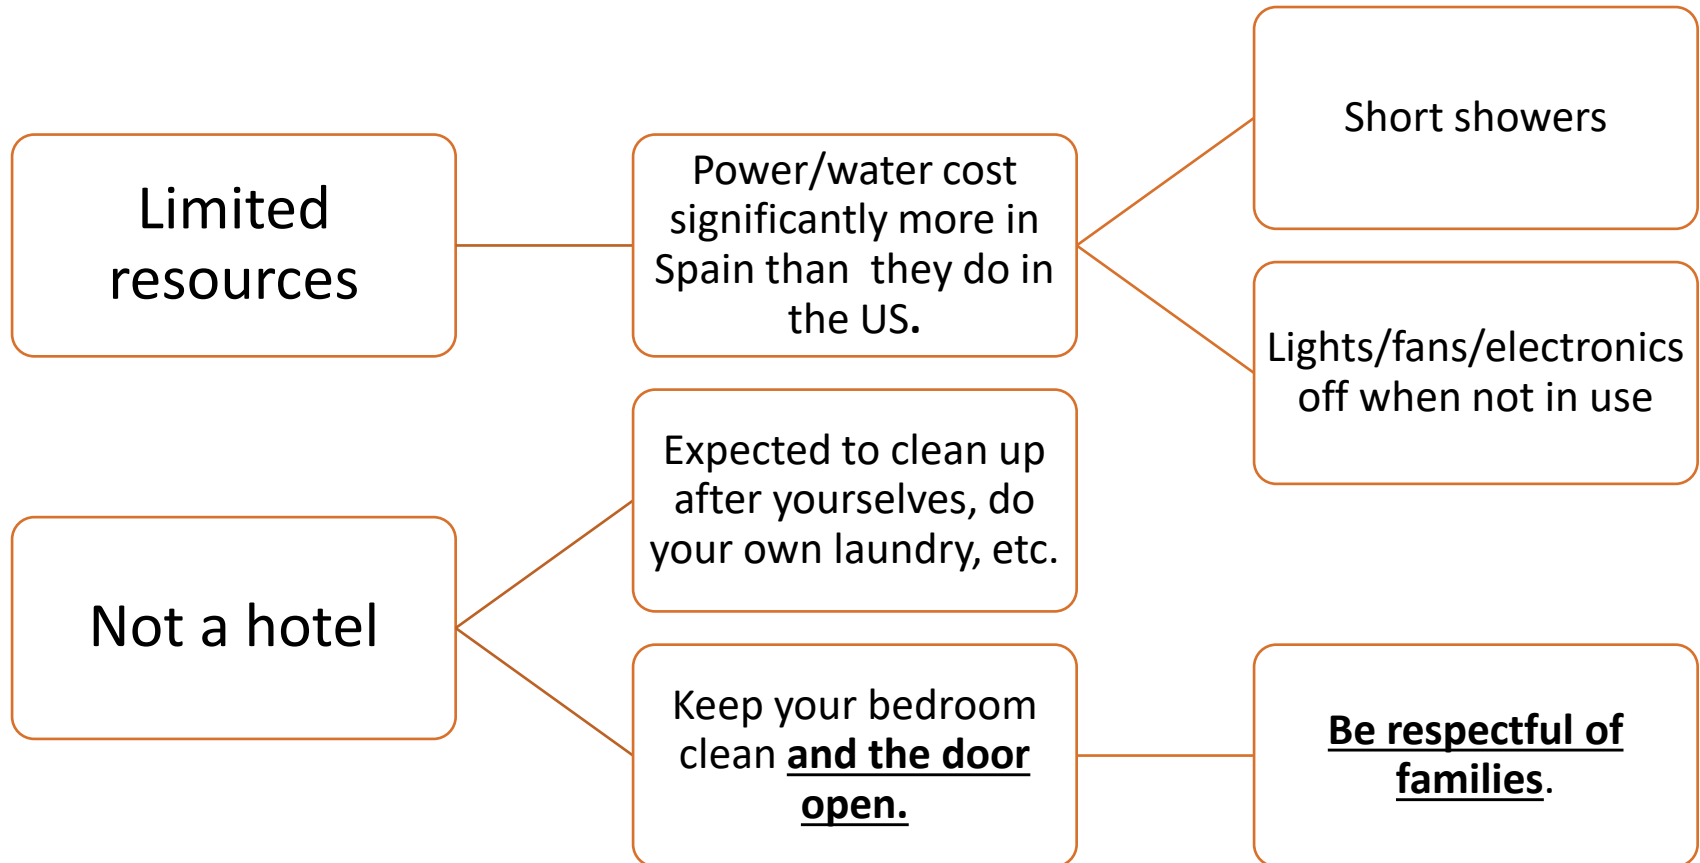 Limited
resources
Power/water cost
significantly more in
Spain than  they do in
the US.
Short showers
Lights/fans/electronics
off when not in use
Not a hotel
Expected to clean up
after yourselves, do
your own laundry, etc.
Keep your bedroom
clean and the door
open.
Be respectful of
families.